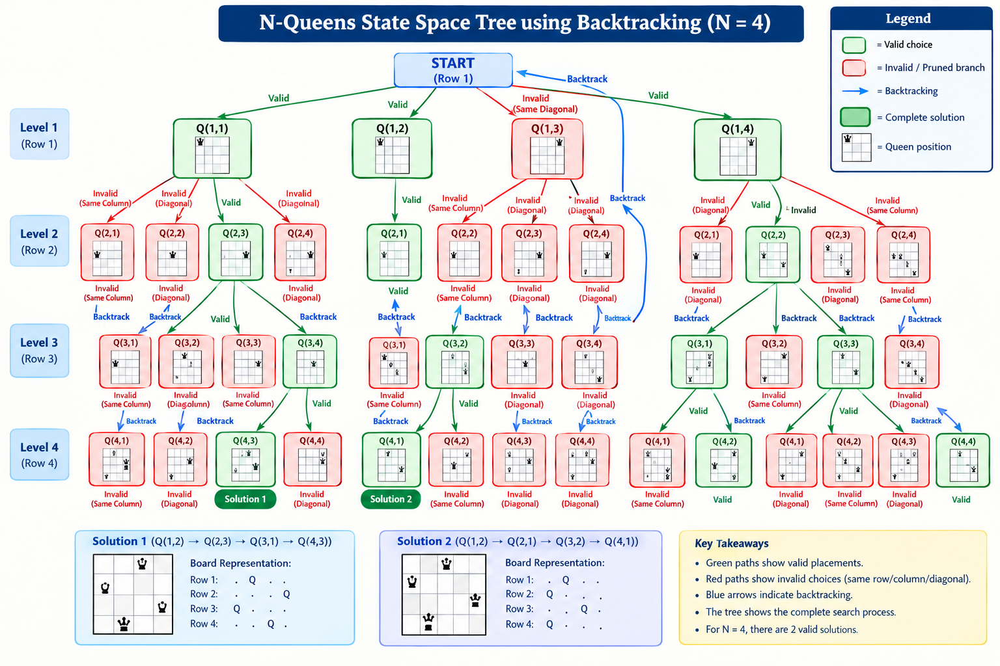 N-Queens State Space Tree using Backtracking (N = 4)
Legend
= Valid choice
= Invalid / Pruned branch
= Backtracking
= Complete solution
= Queen position
START
(Row 1)
Backtrack
Valid
Valid
Invalid
(Same Diagonal)
Valid
Level 1
(Row 1)
Q(1,1)
Q(1,2)
Q(1,3)
Q(1,4)
Invalid
(Same Column)
Invalid
(Diagonal)
Valid
Invalid
(Diagoinal)
Valid
Invalid
(Same Column)
Invalid
(Diagonal)
Invalid
(Diagonal)
Backtrack
Invalid
(Diagonal)
Valid
Invalid
Invalid
(Same Column)
Level 2
(Row 2)
Q(2,1)
Q(2,2)
Q(2,3)
Q(2,4)
Q(2,1)
Q(2,2)
Q(2,3)
Q(2,4)
Q(2,1)
Q(2,2)
Q(2,3)
Q(2,4)
Invalid
(Same Column)
Invalid
(Diagonal)
Invalid
(Diagonal)
Valid
Invalid
(Same Column)
Invalid
(Diagonal)
Invalid
(Diagonal)
Invalid
(Diagonal)
Invalid
(Diagonal)
Invalid
(Same Column)
Backtrack
Backtrack
Valid
Backtrack
Backtrack
Backtrack
Backtrack
Backtrack
Backtrack
Backtrack
Backtrack
Backtrack
Level 3
(Row 3)
Q(3,1)
Q(3,2)
Q(3,3)
Q(3,4)
Q(3,1)
Q(3,2)
Q(3,3)
Q(3,4)
Q(3,1)
Q(3,2)
Q(3,3)
Q(3,4)
Invalid
(Same Column)
Invalid
Invalid
(Same Column)
Valid
Invalid
(Same Column)
Valid
Invalid
(Diagonal)
Invalid
(Diagonal)
Valid
Invalid
(Same Column)
Valid
Invalid
(Diagonal)
Backtrack
Backtrack
Backtrack
Backtrack
Backtrack
Backtrack
Backtrack
Level 4
(Row 4)
Q(4,1)
Q(4,2)
Q(4,3)
Q(4,4)
Q(4,1)
Q(4,2)
Q(4,3)
Q(4,4)
Q(4,1)
Q(4,2)
Q(4,1)
Q(4,2)
Q(4,3)
Q(4,4)
Invalid
(Same Column)
Invalid
(Diagonal)
Solution 1
Invalid
(Diagonal)
Solution 2
Invalid
(Same Column)
Invalid
(Diagonal)
Invalid
(Diagonal)
Invalid
(Same Column)
Valid
Invalid
(Diagonal)
Invalid
(Same Column)
Invalid
(Diagonal)
Valid
Solution 1 (Q(1,2) → Q(2,3) → Q(3,1) → Q(4,3))
Board Representation:
Row 1: . Q . .
Row 2: . . . Q
Row 3: Q . . .
Row 4: . . Q .
Solution 2 (Q(1,2) → Q(2,1) → Q(3,2) → Q(4,1))
Board Representation:
Row 1: . Q . .
Row 2: Q . . .
Row 3: . . Q .
Row 4: Q . . .
Key Takeaways
• Green paths show valid placements.
• Red paths show invalid choices (same row/column/diagonal).
• Blue arrows indicate backtracking.
• The tree shows the complete search process.
• For N = 4, there are 2 valid solutions.